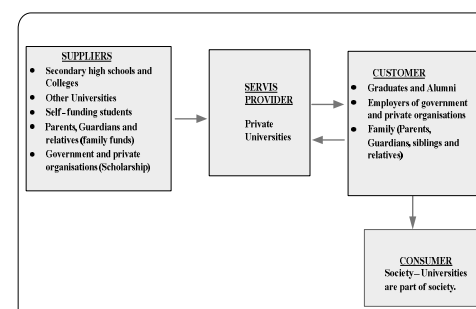 SUPPLIERS
● Secondary high schools and
Colleges
● Other Universities
● Self-funding students
● Parents, Guardians and
relatives (family funds)
● Government and private
organisations (Scholarship)
SERVIS
PROVIDER
Private
Universities
CUSTOMER
● Graduates and Alumni
● Employers of government
and private organisations
● Family (Parents,
Guardians, siblings and
relatives)
CONSUMER
Society–Universities
are part of society.